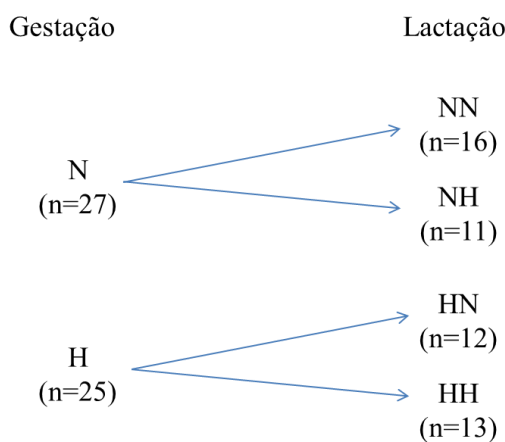 Gestação
Lactação
N
(n=27)
NN
(n=16)
NH
(n=11)
H
(n=25)
HN
(n=12)
HH
(n=13)